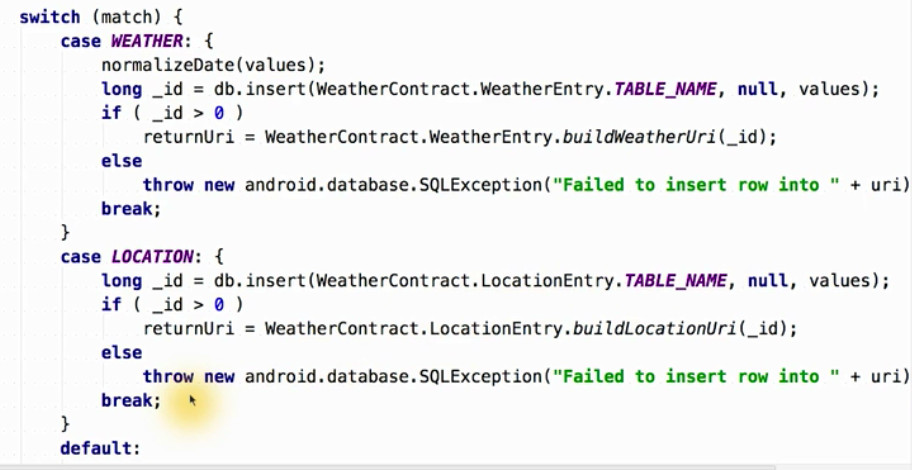 switch (match) {
case WEATHER: {
normalizeDate(values);
long _id = db.insert(WeatherContract.WeatherEntry.TABLE_NAME, null, values);
if ( _id > 0 )
returnUri = WeatherContract.WeatherEntry.buildWeatherUri(_id);
else
throw new android.database.SQLException("Failed to insert row into " + uri)
break;
}
case LOCATION: {
long _id = db.insert(WeatherContract.LocationEntry.TABLE_NAME, null, values);
if ( _id > 0 )
returnUri = WeatherContract.LocationEntry.buildLocationUri(_id);
else
throw new android.database.SQLException("Failed to insert row into " + uri)
break;
}
default: